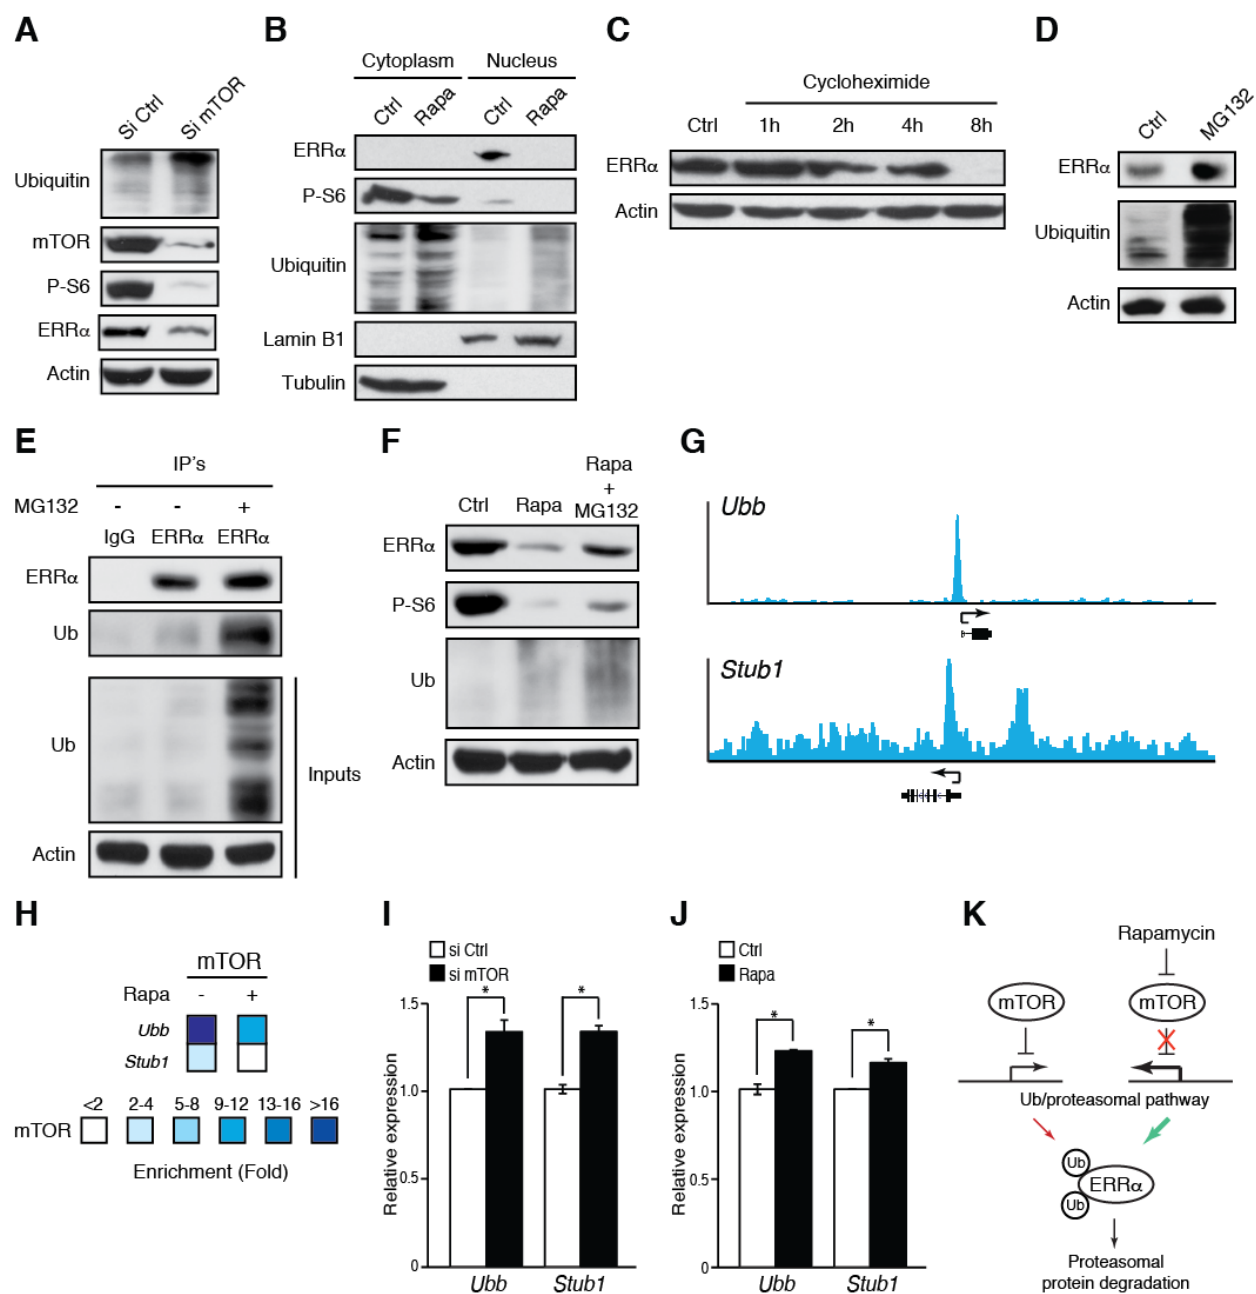 A
Si Ctrl
Si mTOR
Ubiquitin
mTOR
P-S6
ERRα
Actin
B
Cytoplasm Nucleus
Ctrl Rapa Ctrl Rapa
ERRα
P-S6
Ubiquitin
Lamin B1
Tubulin
C
Cycloheximide
Ctrl 1h 2h 4h 8h
ERRα
Actin
D
Ctrl MG132
ERRα
Ubiquitin
Actin
E
IP's
MG132 - - +
IgG ERRα ERRα
ERRα
Ub
Ub
Inputs
Actin
F
Rapa
+
Ctrl Rapa MG132
ERRα
P-S6
Ub
Actin
G
Ubb
Stub1
H
mTOR
Rapa - +
Ubb
Stub1
<2 2-4 5-8 9-12 13-16 >16
mTOR
Enrichment (Fold)
I
si Ctrl
si mTOR
* *
1.5
1.0
0.5
0
Relative expression
Ubb Stub1
J
Ctrl
Rapa
* *
1.5
1.0
0.5
0
Relative expression
Ubb Stub1
K
Rapamycin
mTOR mTOR
Ub/proteasomal pathway
Ub
ERRα
Ub
Proteasomal
protein degradation